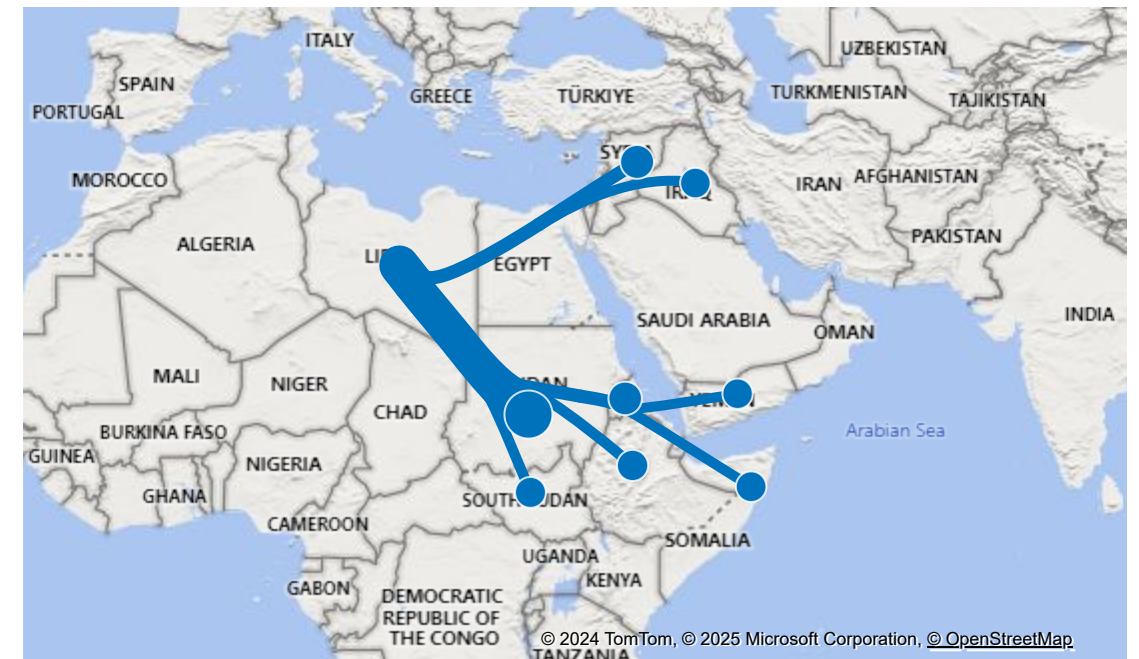 ITALY
UZBEKISTAN
SPAIN
GREECE
TÜRKIYE
TURKMENISTAN
TAJIKISTAN
PORTUGAL
MOROCCO
IRAN
AFGHANISTAN
ALGERIA
PAKISTAN
EGYPT
INDIA
SAUDI ARABIA
OMAN
MALI
NIGER
CHAD
BURKINA FASO
Arabian Sea
GUINEA
NIGERIA
GHANA
CAMEROON
SOMALIA
UGANDA
KENYA
GABON
DEMOCRATIC
REPUBLIC OF
THE CONGO
© 2024 TomTom, © 2025 Microsoft Corporation, © OpenStreetMap
TANZANIA